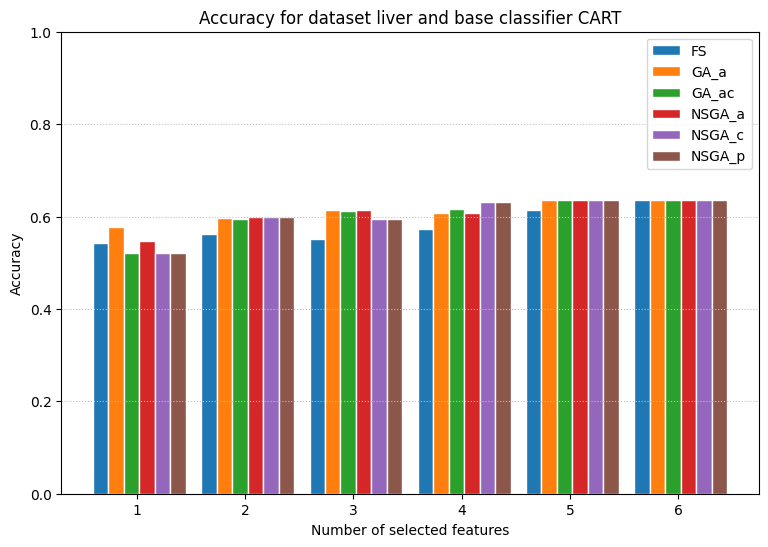 Accuracy for dataset liver and base classifier CART
1.0
0.8
0.6
0.4
0.2
0.0
Accuracy
FS
GA_a
GA_ac
NSGA_a
NSGA_c
NSGA_p
1 2 3 4 5 6
Number of selected features